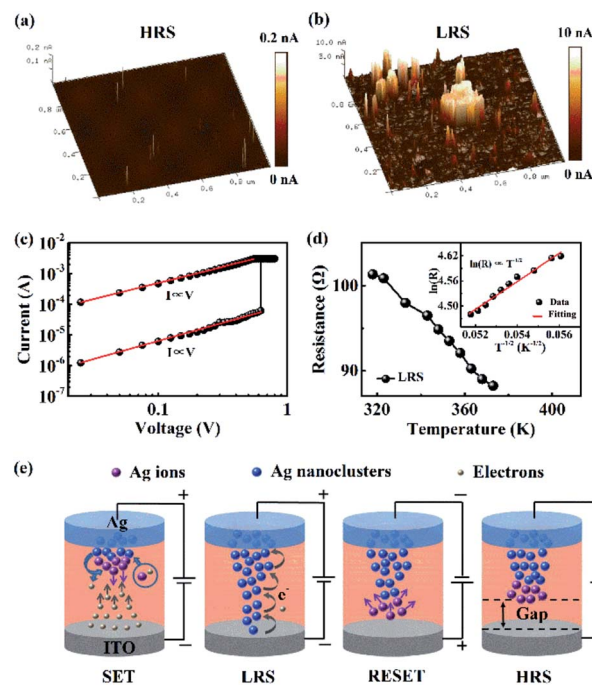 (a) HRS
0.2 nA
0.2 nA
0.1 nA
0.8 um
0.6
0.4
0.2
0.2
0.4
0.6
0.8 um
0 nA
(b) LRS
10 nA
10.0 nA
3.0 nA
0.8 um
0.6
0.4
0.2
0.2
0.4
0.6
0.8 um
0 nA
(c)
10⁻²
10⁻³
10⁻⁴
10⁻⁵
10⁻⁶
10⁻⁷
Current (A)
I∝V
I∝V
0.1 1
Voltage (V)
(d)
100
90
Resistance (Ω)
LRS
320 360 400
Temperature (K)
ln(R) ∝ T⁻¹/²
4.62
4.56
4.50
ln(R)
Data
Fitting
0.052 0.054 0.056
T⁻¹/² (K⁻¹/²)
(e) Ag ions Ag nanoclusters Electrons
Ag
+
−
ITO
SET
+
e⁻
−
LRS
−
+
RESET
Gap
HRS